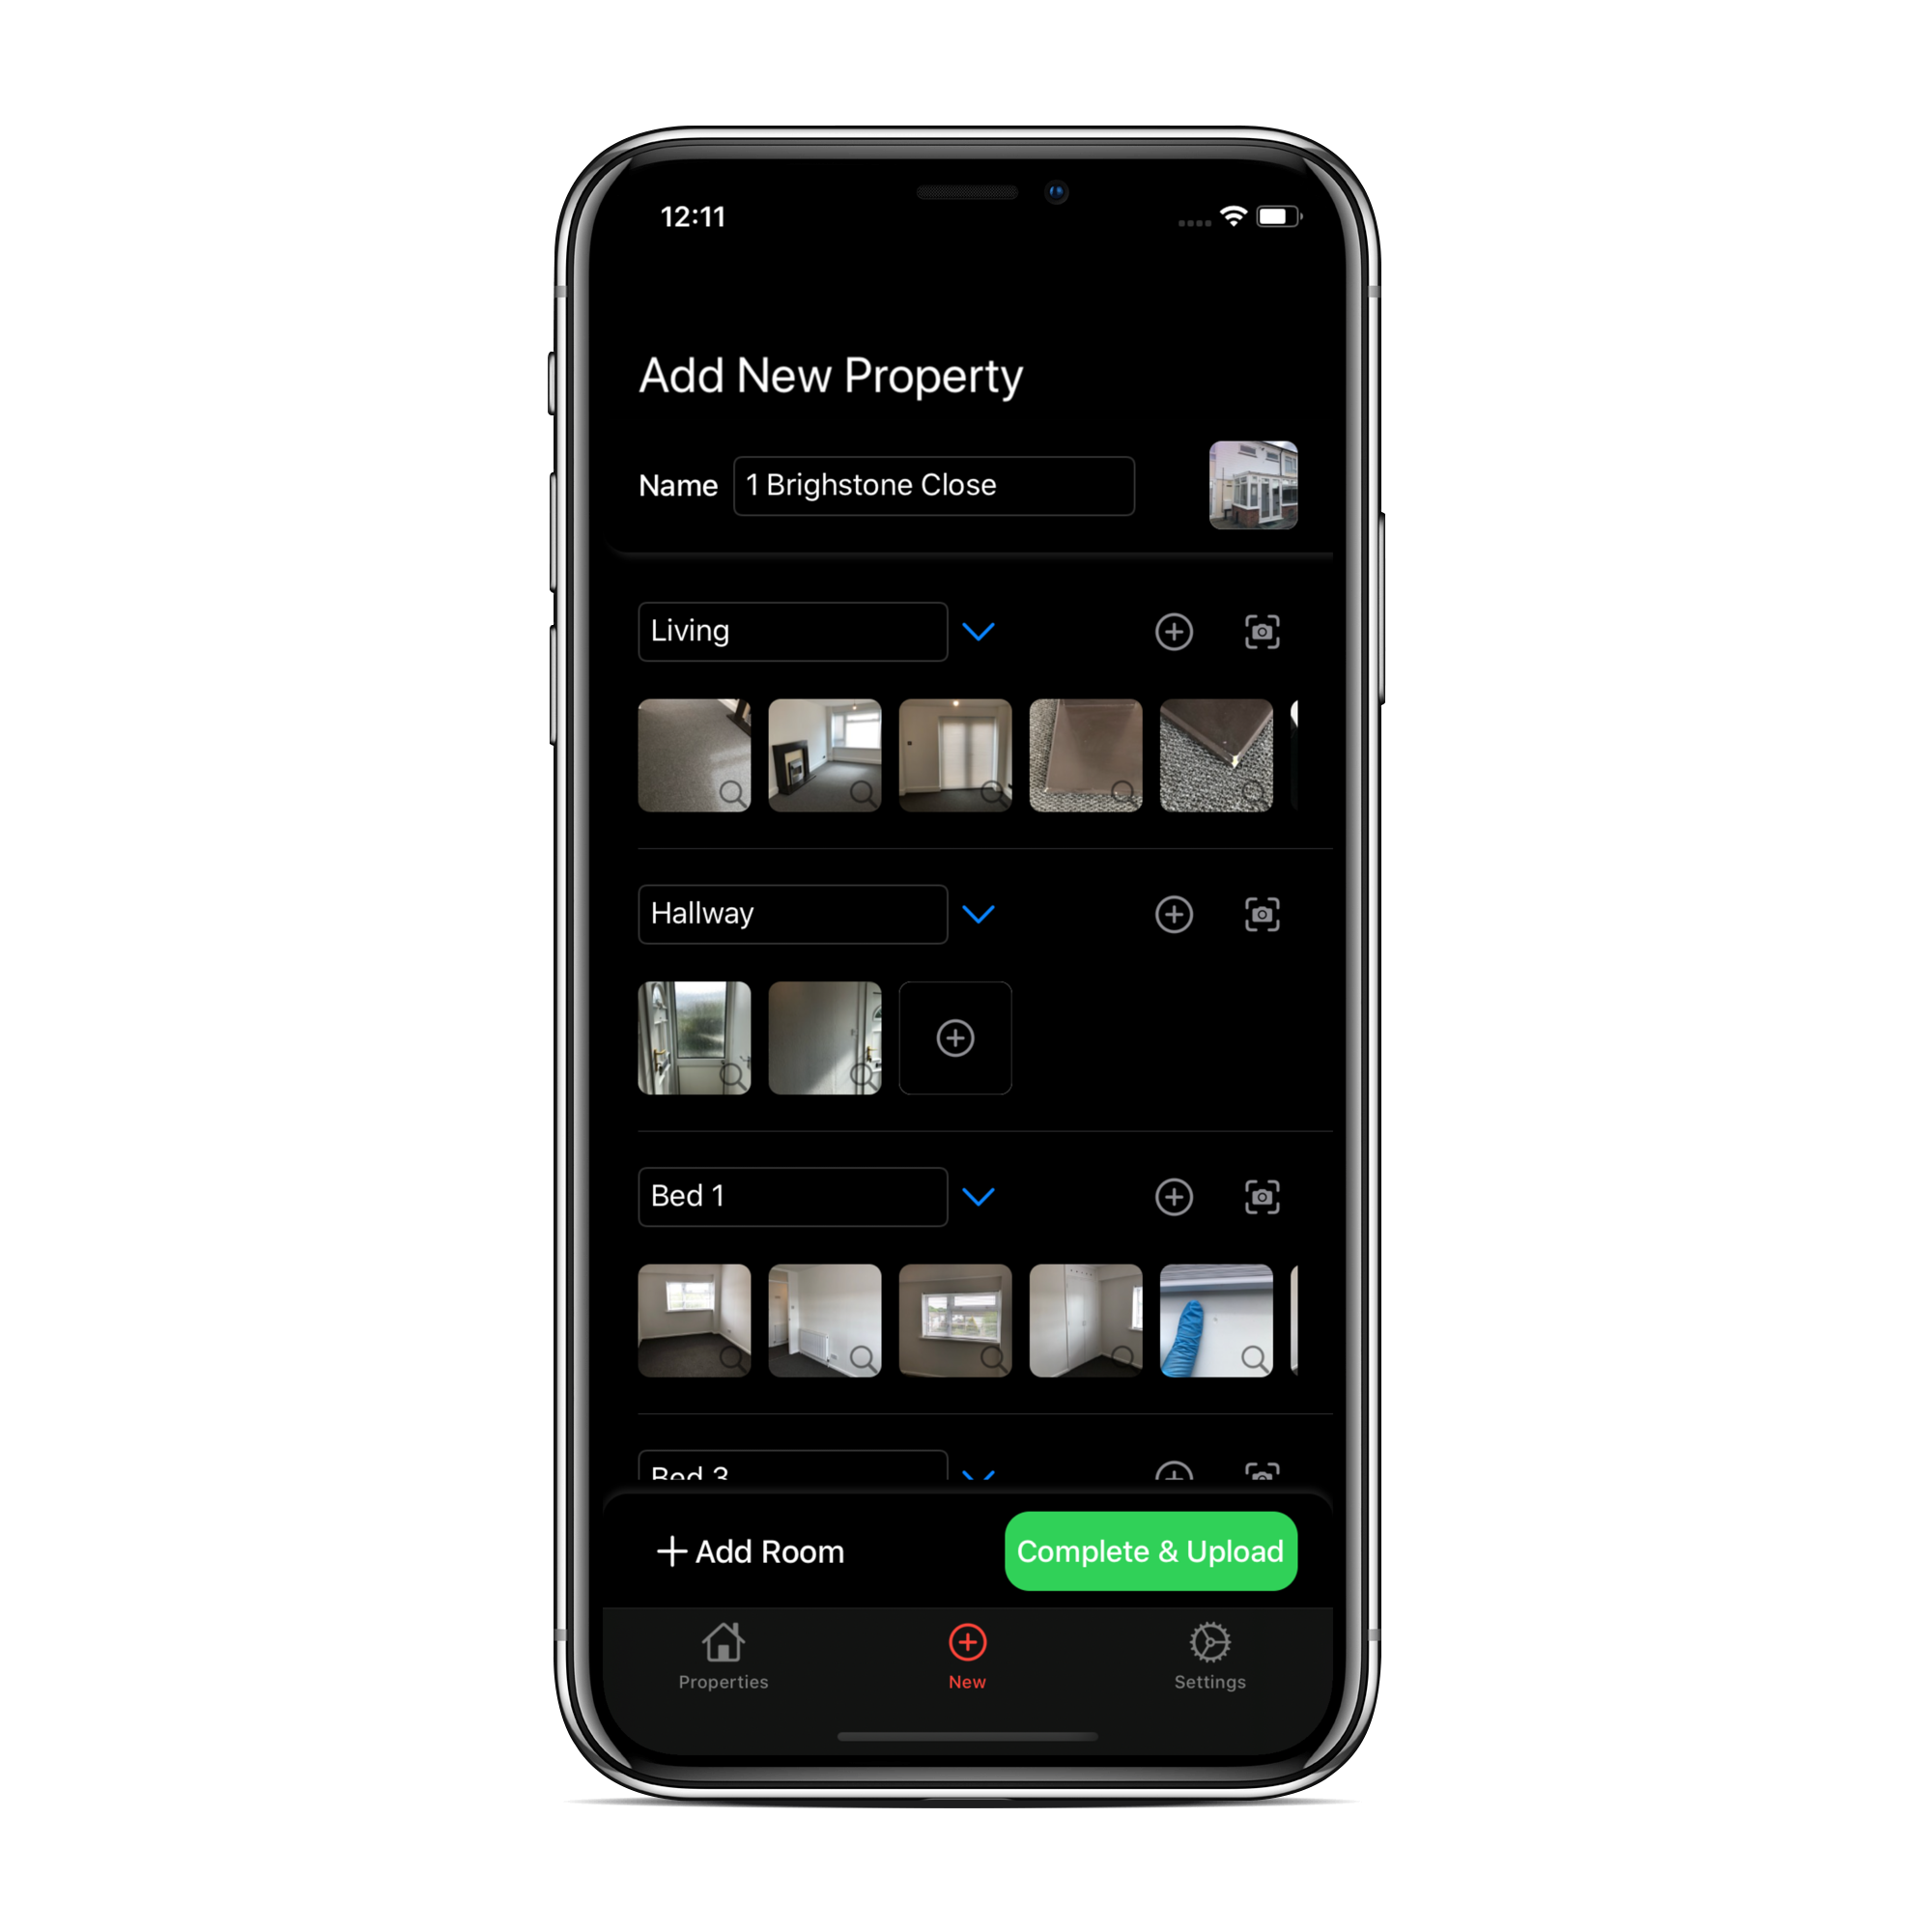 12:11
Add New Property
Name 1 Brighstone Close
Living
Hallway
Bed 1
Bed 3
Add Room Complete & Upload
Properties New Settings